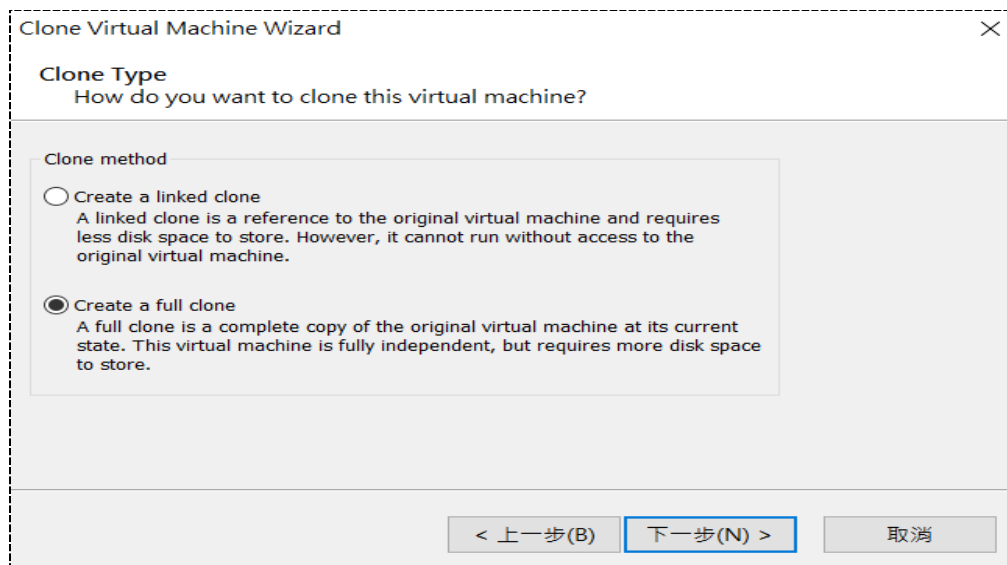 Clone Virtual Machine Wizard
Clone Type
How do you want to clone this virtual machine?
Clone method
Create a linked clone
A linked clone is a reference to the original virtual machine and requires
less disk space to store. However, it cannot run without access to the
original virtual machine.
Create a full clone
A full clone is a complete copy of the original virtual machine at its current
state. This virtual machine is fully independent, but requires more disk space
to store.
< 上一步(B) 下一步(N) > 取消